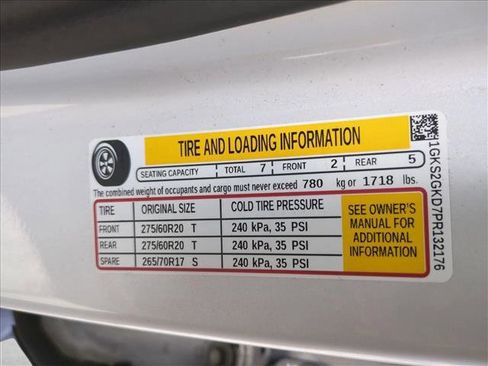 TIRE AND LOADING INFORMATION
SEATING CAPACITY TOTAL 7 FRONT 2 REAR 5
The combined weight of occupants and cargo must never exceed 780 kg or 1718 lbs.
TIRE ORIGINAL SIZE COLD TIRE PRESSURE
FRONT 275/60R20 T 240 kPa, 35 PSI
REAR 275/60R20 T 240 kPa, 35 PSI
SPARE 265/70R17 S 240 kPa, 35 PSI
SEE OWNER'S
MANUAL FOR
ADDITIONAL
INFORMATION
1GKS2GKD7PR132176